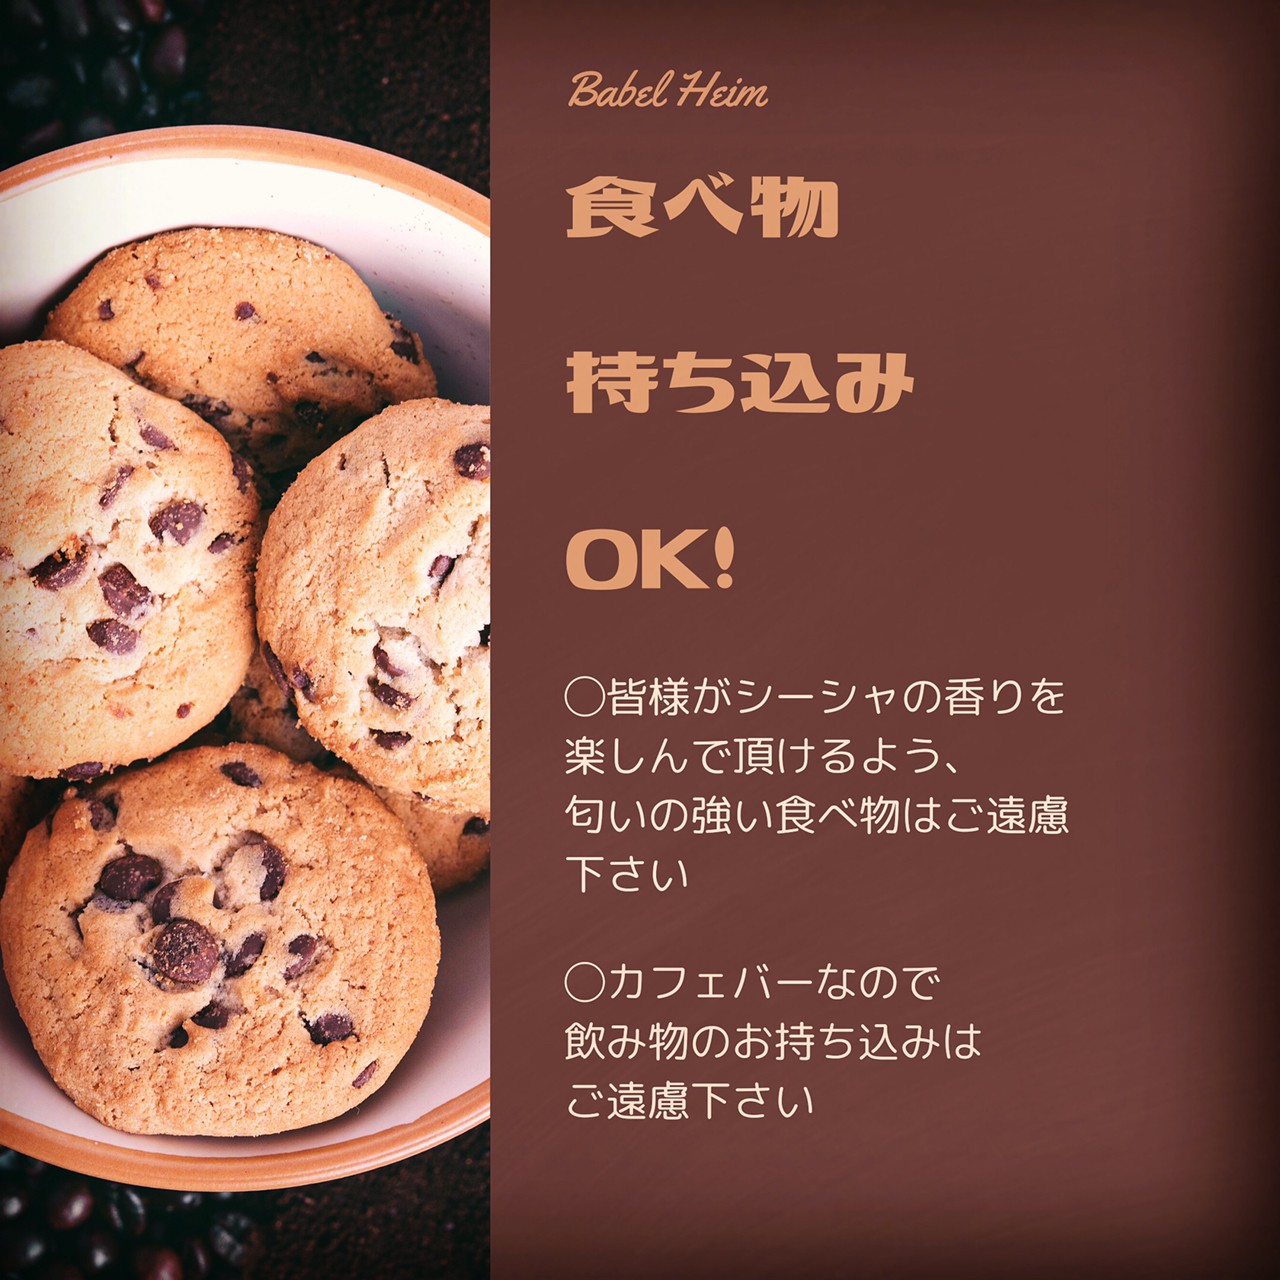 Babel Heim
食べ物
持ち込み
OK!
◯皆様がシーシャの香りを
楽しんで頂けるよう、
匂いの強い食べ物はご遠慮
下さい
◯カフェバーなので
飲み物のお持ち込みは
ご遠慮下さい